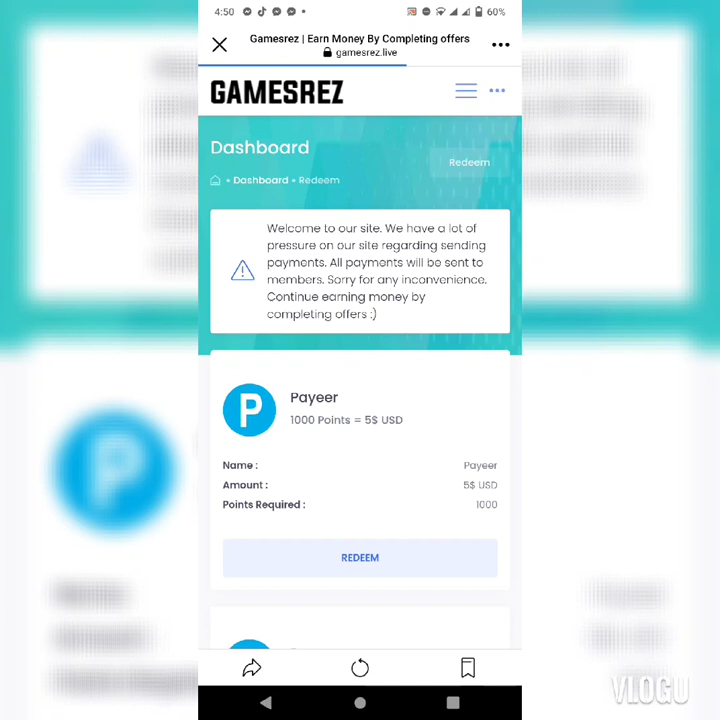 4:50
60%
Gamesrez | Earn Money By Completing offers
gamesrez.live
GAMESREZ
Dashboard
Redeem
Dashboard • Redeem
Welcome to our site. We have a lot of
pressure on our site regarding sending
payments. All payments will be sent to
members. Sorry for any inconvenience.
Continue earning money by
completing offers :)
P
Payeer
1000 Points = 5$ USD
Name : Payeer
Amount : 5$ USD
Points Required : 1000
REDEEM
VLOGU